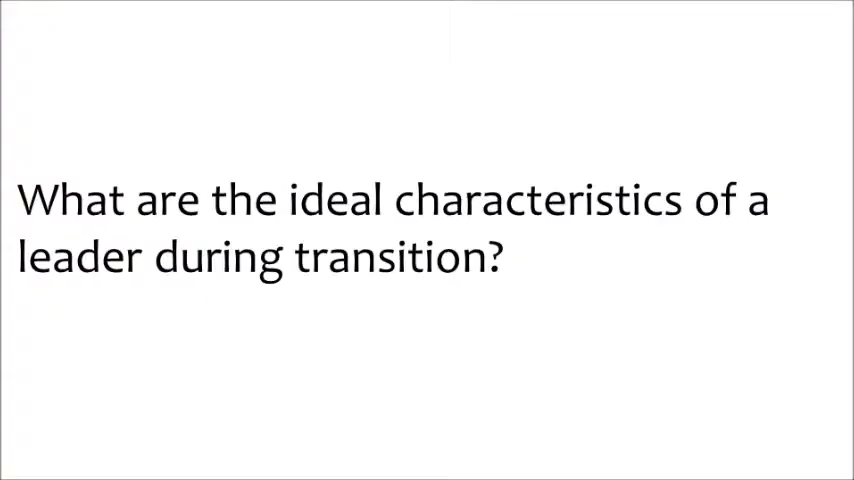 What are the ideal characteristics of a
leader during transition?